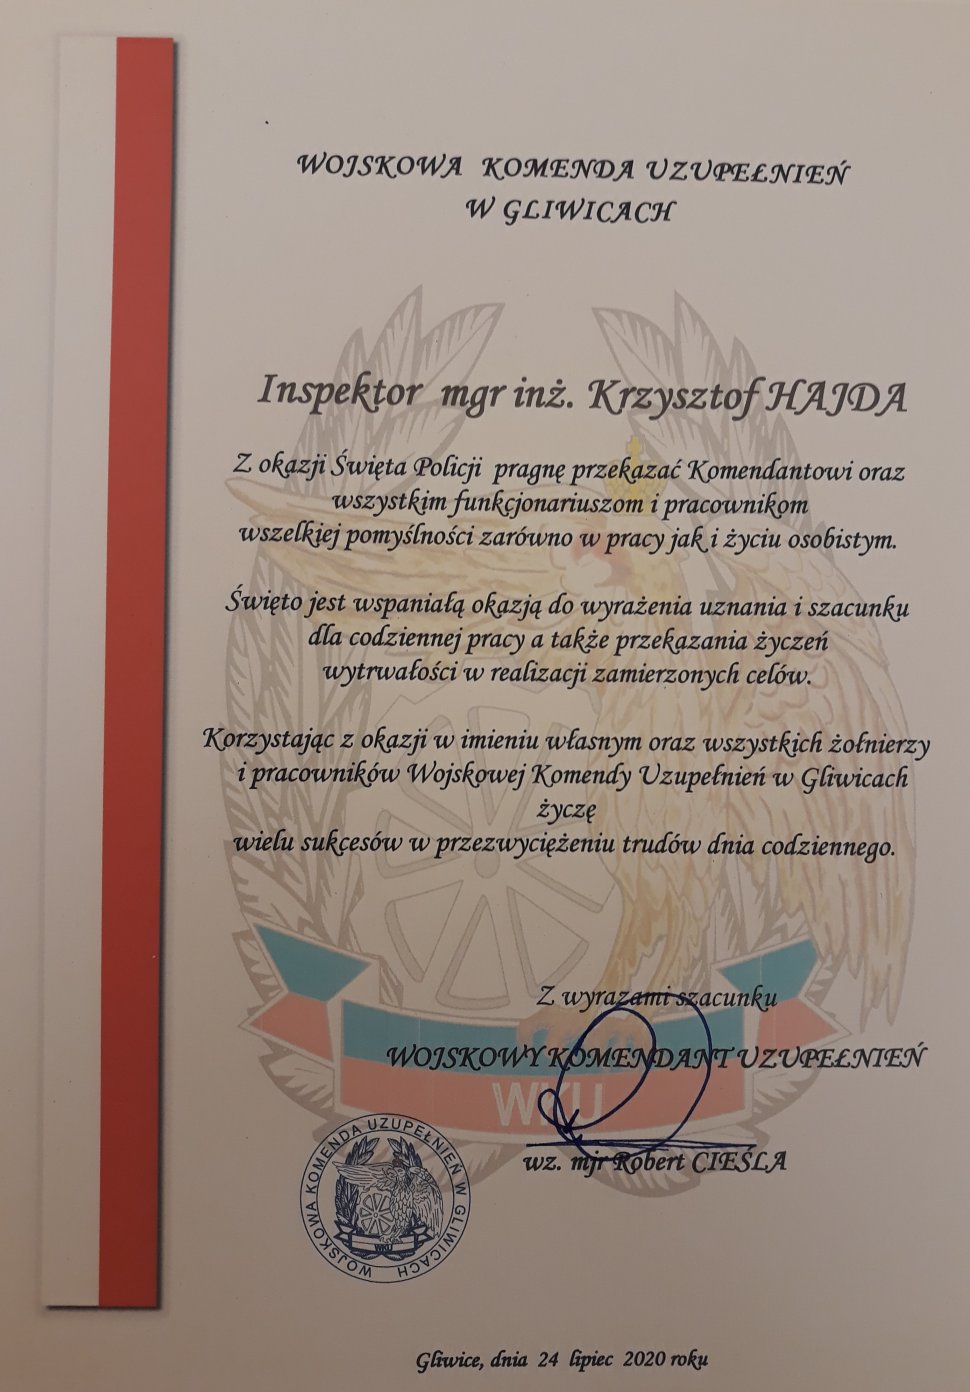 WOJSKOWA KOMENDA UZUPEŁNIEŃ
W GLIWICACH
Inspektor mgr inż. Krzysztof HAJDA
Z okazji Święta Policji pragnę przekazać Komendantowi oraz
wszystkim funkcjonariuszom i pracownikom
wszelkiej pomyślności zarówno w pracy jak i życiu osobistym.
Święto jest wspaniałą okazją do wyrażenia uznania i szacunku
dla codziennej pracy a także przekazania życzeń
wytrwałości w realizacji zamierzonych celów.
Korzystając z okazji w imieniu własnym oraz wszystkich żołnierzy
i pracowników Wojskowej Komendy Uzupełnień w Gliwicach
życzę
wielu sukcesów w przezwyciężeniu trudów dnia codziennego.
Z wyrazami szacunku
WOJSKOWY KOMENDANT UZUPEŁNIEŃ
WKU
wz. mjr Robert CIEŚLA
WOJSKOWA KOMENDA UZUPEŁNIEŃ W GLIWICACH
WKU
Gliwice, dnia 24 lipiec 2020 roku